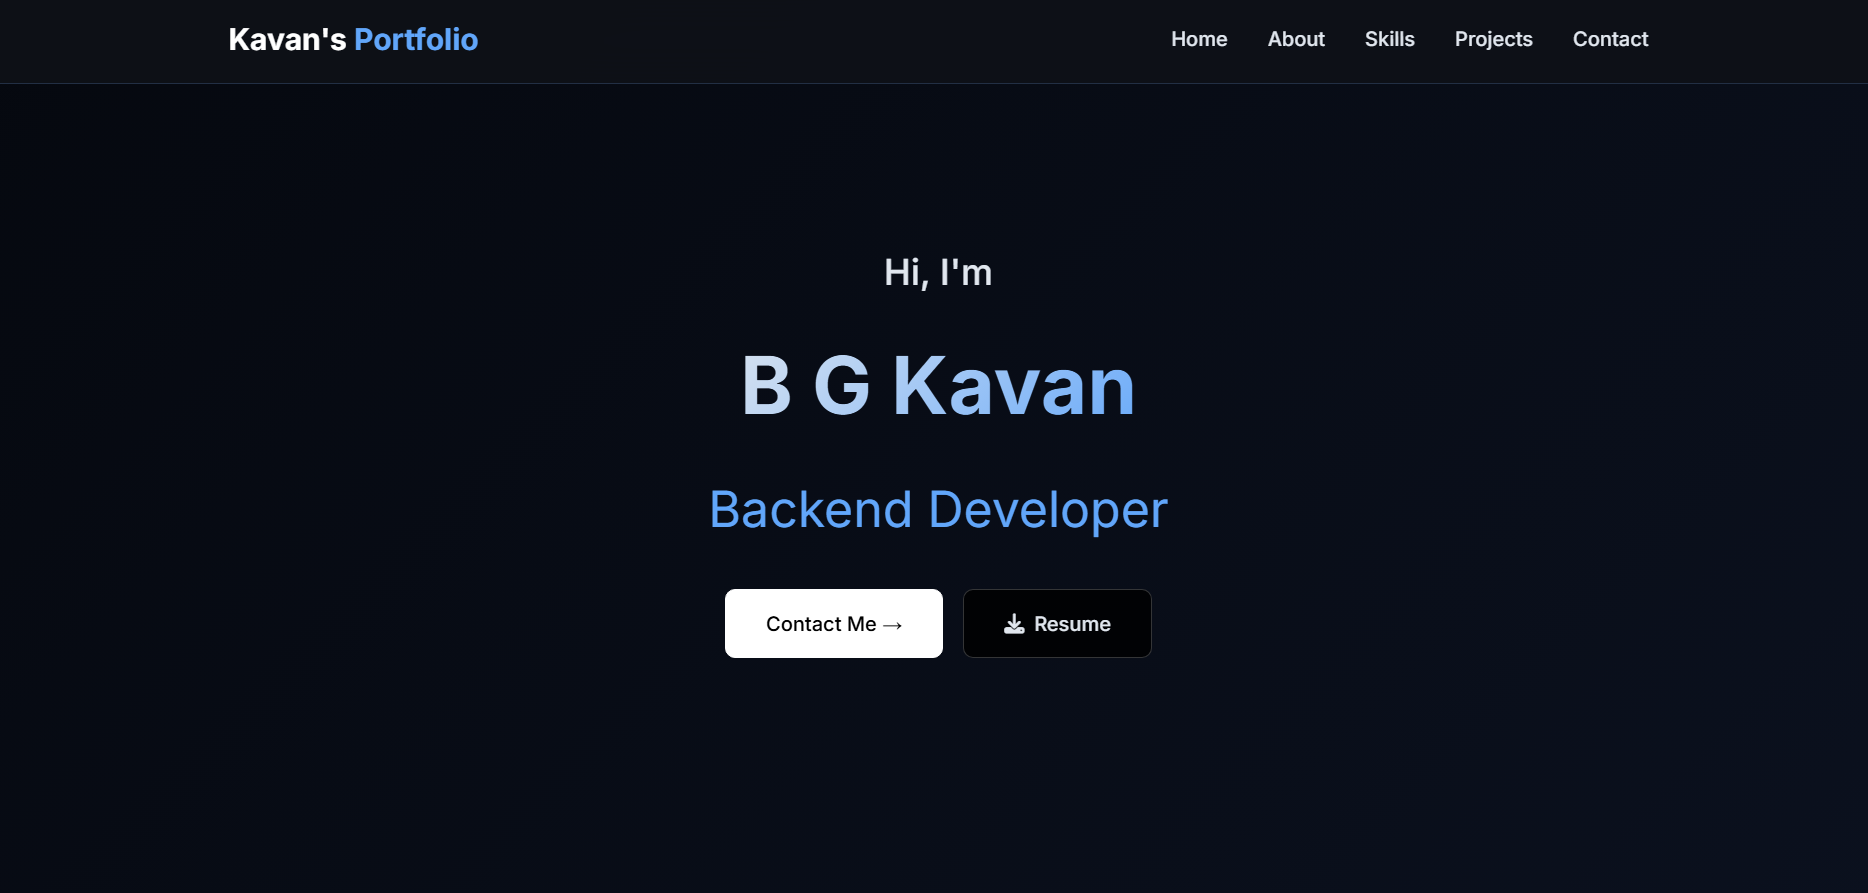 Kavan's Portfolio
Home About Skills Projects Contact
Hi, I'm
B G Kavan
Backend Developer
Contact Me →
Resume